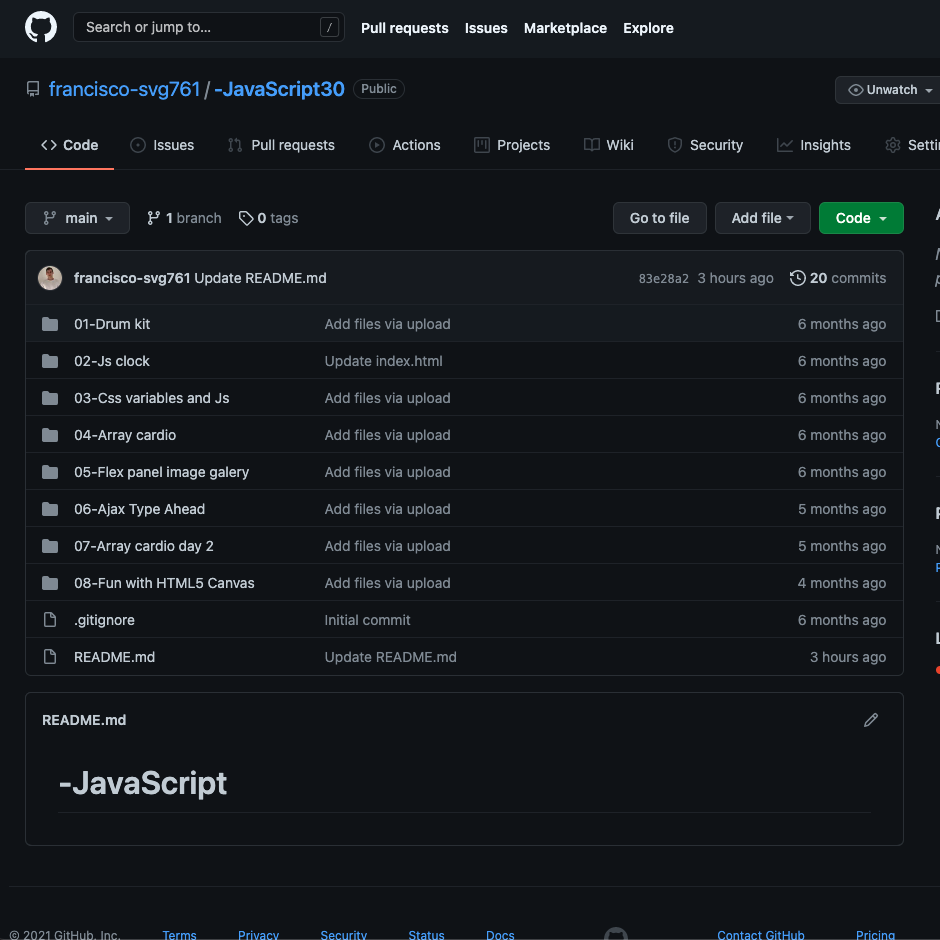 Search or jump to... /
Pull requests Issues Marketplace Explore
francisco-svg761 / -JavaScript30 Public
Unwatch
Code Issues Pull requests Actions Projects Wiki Security Insights
main 1 branch 0 tags Go to file Add file Code
francisco-svg761 Update README.md 83e28a2 3 hours ago 20 commits
01-Drum kit Add files via upload 6 months ago
02-Js clock Update index.html 6 months ago
03-Css variables and Js Add files via upload 6 months ago
04-Array cardio Add files via upload 6 months ago
05-Flex panel image galery Add files via upload 6 months ago
06-Ajax Type Ahead Add files via upload 5 months ago
07-Array cardio day 2 Add files via upload 5 months ago
08-Fun with HTML5 Canvas Add files via upload 4 months ago
.gitignore Initial commit 6 months ago
README.md Update README.md 3 hours ago
README.md
-JavaScript
© 2021 GitHub, Inc. Terms Privacy Security Status Docs Contact GitHub Pricing